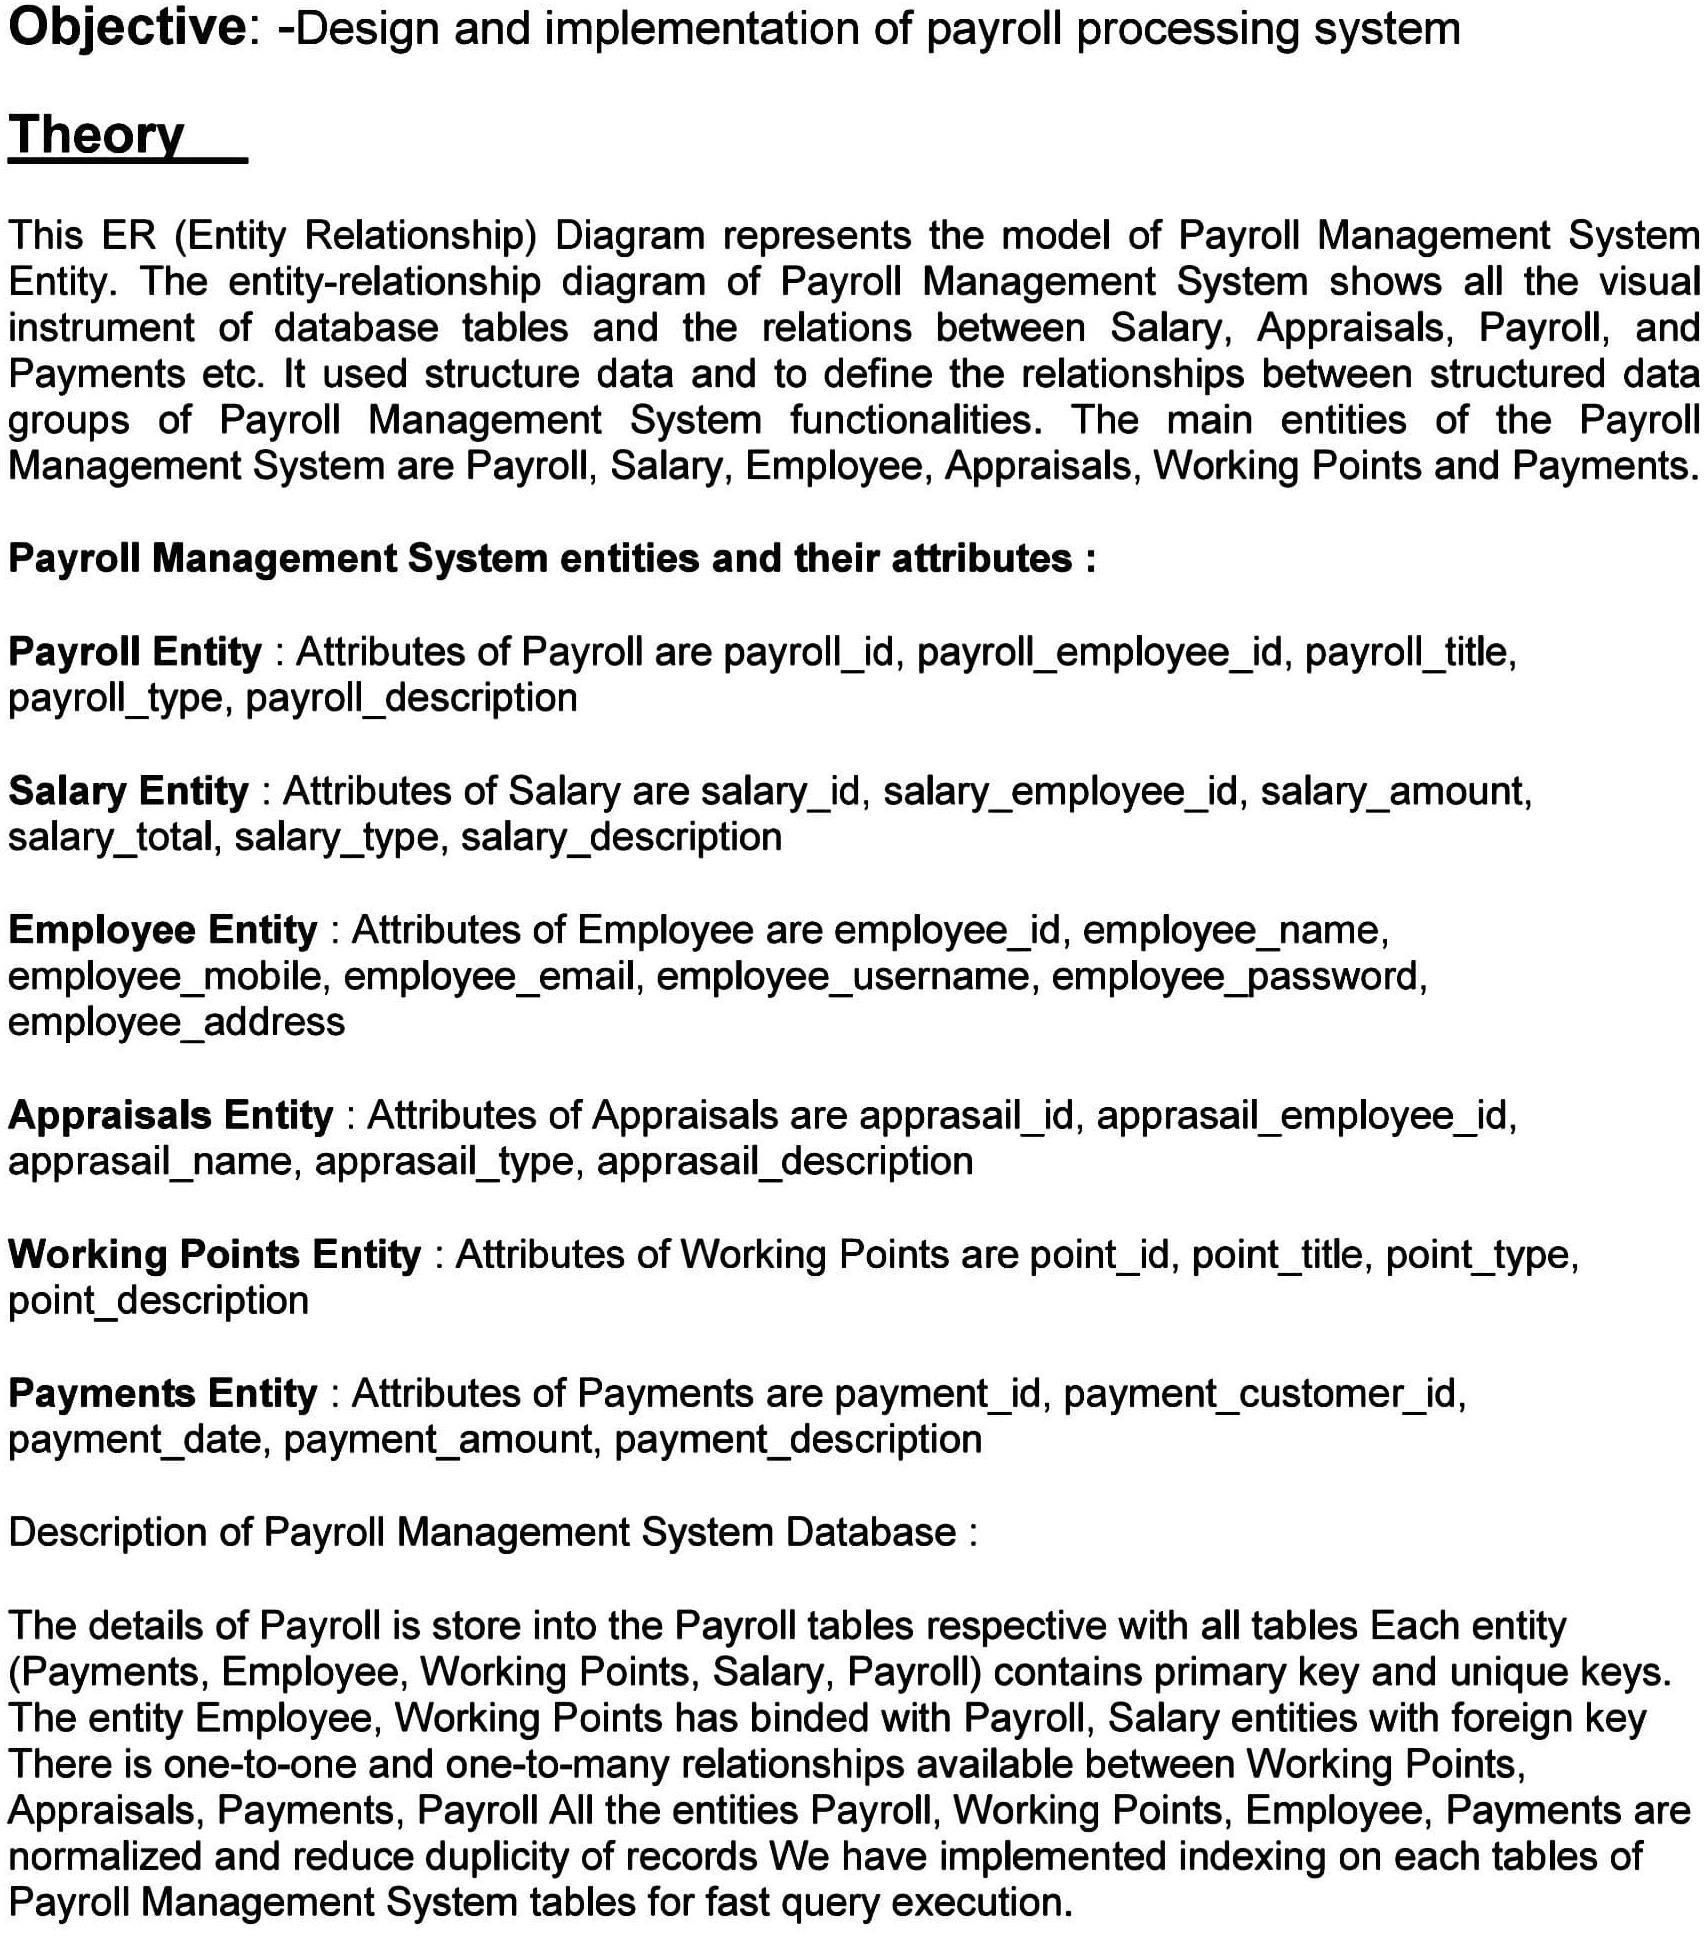 Objective: -Design and implementation of payroll processing system
Theory
This ER (Entity Relationship) Diagram represents the model of Payroll Management System
Entity. The entity-relationship diagram of Payroll Management System shows all the visual
instrument of database tables and the relations between Salary, Appraisals, Payroll, and
Payments etc. It used structure data and to define the relationships between structured data
groups of Payroll Management System functionalities. The main entities of the Payroll
Management System are Payroll, Salary, Employee, Appraisals, Working Points and Payments.
Payroll Management System entities and their attributes :
Payroll Entity : Attributes of Payroll are payroll_id, payroll_employee_id, payroll_title,
payroll_type, payroll_description
Salary Entity : Attributes of Salary are salary_id, salary_employee_id, salary_amount,
salary_total, salary_type, salary_description
Employee Entity : Attributes of Employee are employee_id, employee_name,
employee_mobile, employee_email, employee_username, employee_password,
employee_address
Appraisals Entity : Attributes of Appraisals are apprasail_id, apprasail_employee_id,
apprasail_name, apprasail_type, apprasail_description
Working Points Entity : Attributes of Working Points are point_id, point_title, point_type,
point_description
Payments Entity : Attributes of Payments are payment_id, payment_customer_id,
payment_date, payment_amount, payment_description
Description of Payroll Management System Database :
The details of Payroll is store into the Payroll tables respective with all tables Each entity
(Payments, Employee, Working Points, Salary, Payroll) contains primary key and unique keys.
The entity Employee, Working Points has binded with Payroll, Salary entities with foreign key
There is one-to-one and one-to-many relationships available between Working Points,
Appraisals, Payments, Payroll All the entities Payroll, Working Points, Employee, Payments are
normalized and reduce duplicity of records We have implemented indexing on each tables of
Payroll Management System tables for fast query execution.